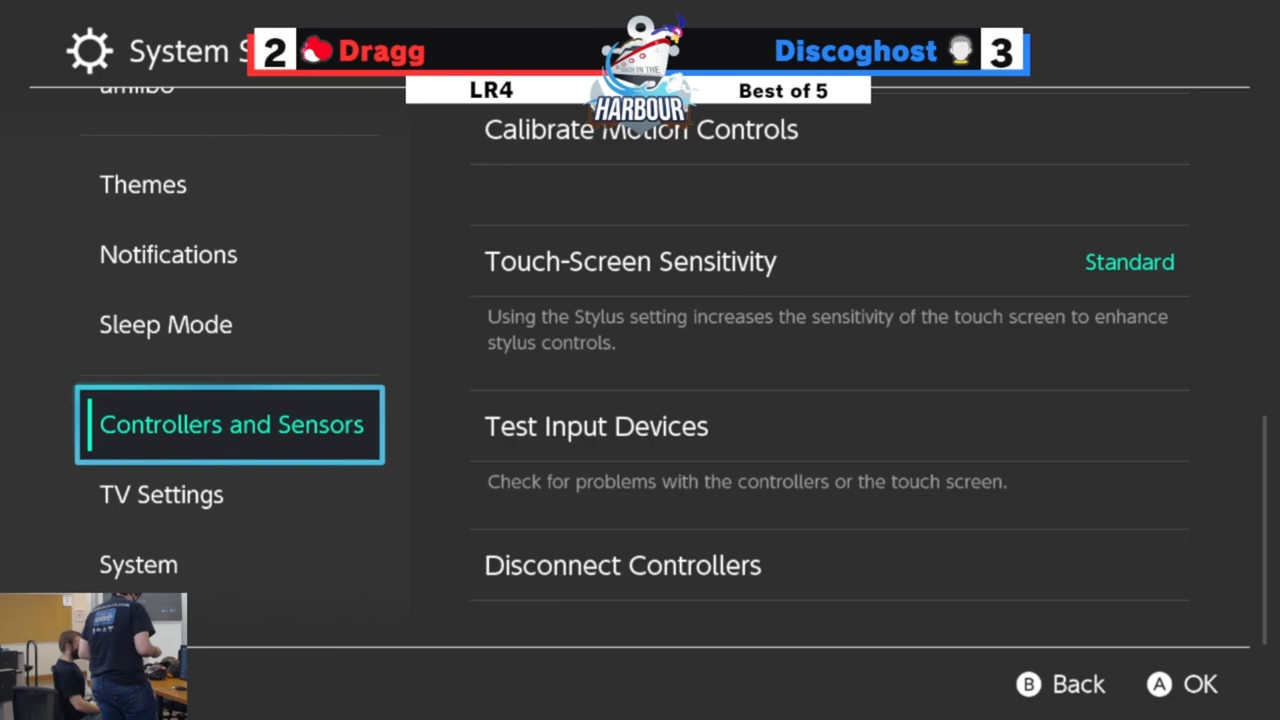 System S
2 Dragg
Discoghost 3
LR4
Best of 5
HARBOUR
amiibo
Themes
Notifications
Sleep Mode
Controllers and Sensors
TV Settings
System
Calibrate Motion Controls
Touch-Screen Sensitivity
Standard
Using the Stylus setting increases the sensitivity of the touch screen to enhance
stylus controls.
Test Input Devices
Check for problems with the controllers or the touch screen.
Disconnect Controllers
B Back
A OK